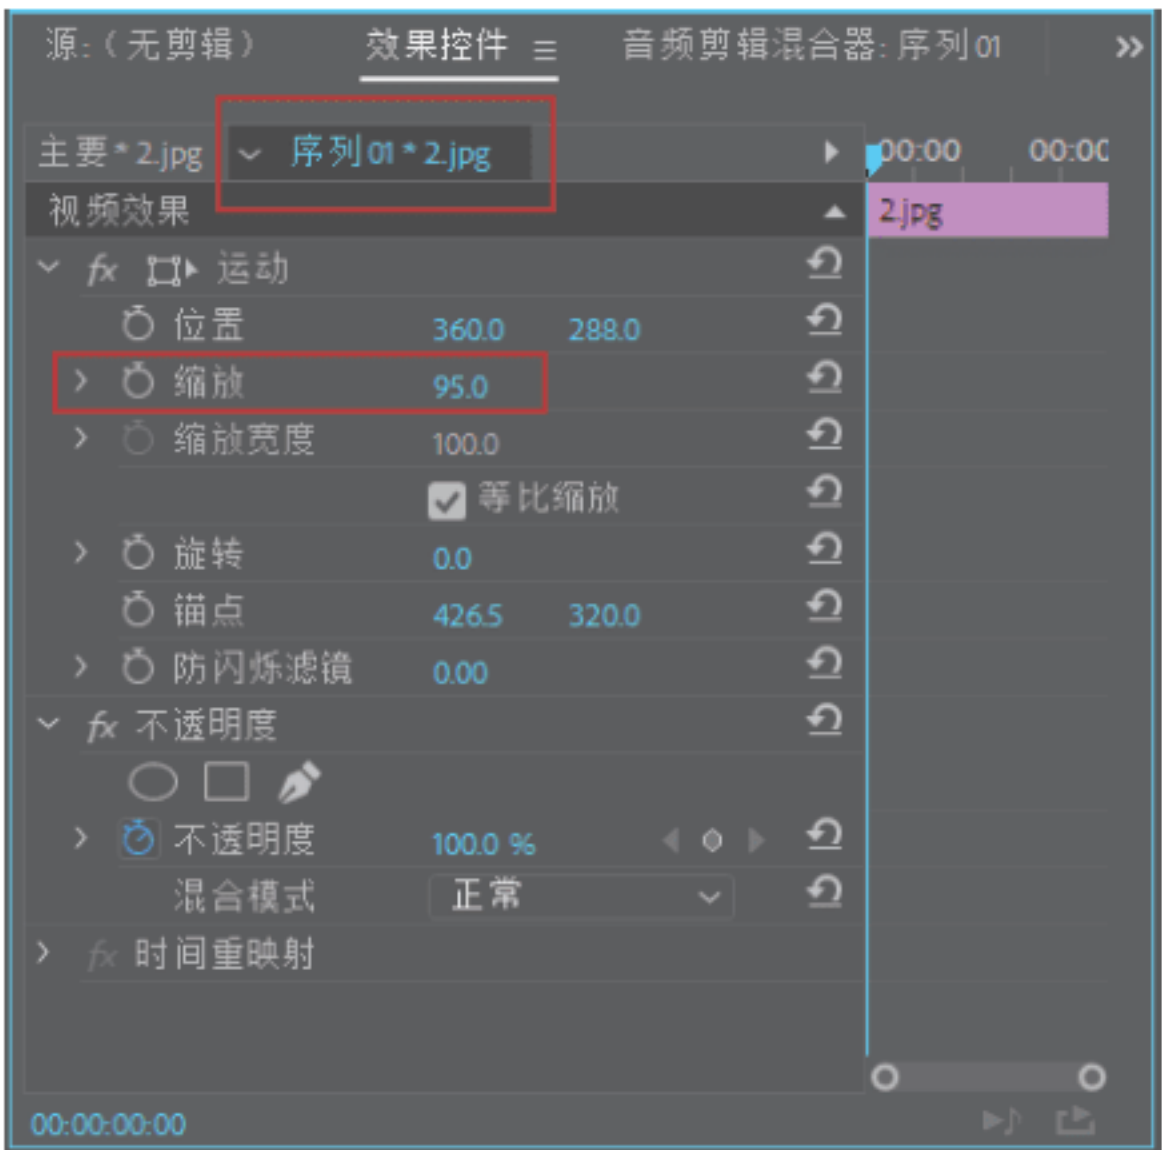 源:（无剪辑） 效果控件 音频剪辑混合器: 序列 01
主要 * 2.jpg 序列 01 * 2.jpg 00:00 00:00
视频效果 2.jpg
fx 运动
位置 360.0 288.0
缩放 95.0
缩放宽度 100.0
等比缩放
旋转 0.0
锚点 426.5 320.0
防闪烁滤镜 0.00
fx 不透明度
不透明度 100.0 %
混合模式 正常
fx 时间重映射
00:00:00:00